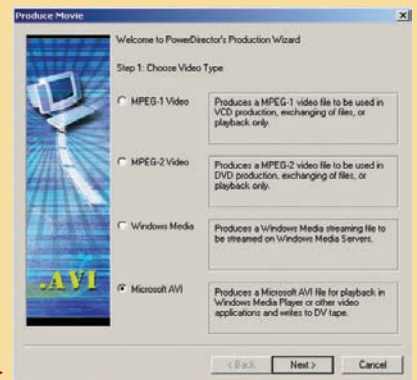 Produce Movie
Welcome to PowerDirector's Production Wizard
Step 1: Choose Video Type
MPEG-1 Video
Produces a MPEG-1 video file to be used in
VCD production, exchanging of files, or
playback only.
MPEG-2 Video
Produces a MPEG-2 video file to be used in
DVD production, exchanging of files, or
playback only.
Windows Media
Produces a Windows Media streaming file to
be streamed on Windows Media Servers.
.AVI
Microsoft AVI
Produces a Microsoft AVI file for playback in
Windows Media Player or other video
applications and writes to DV tape.
< Back
Next >
Cancel